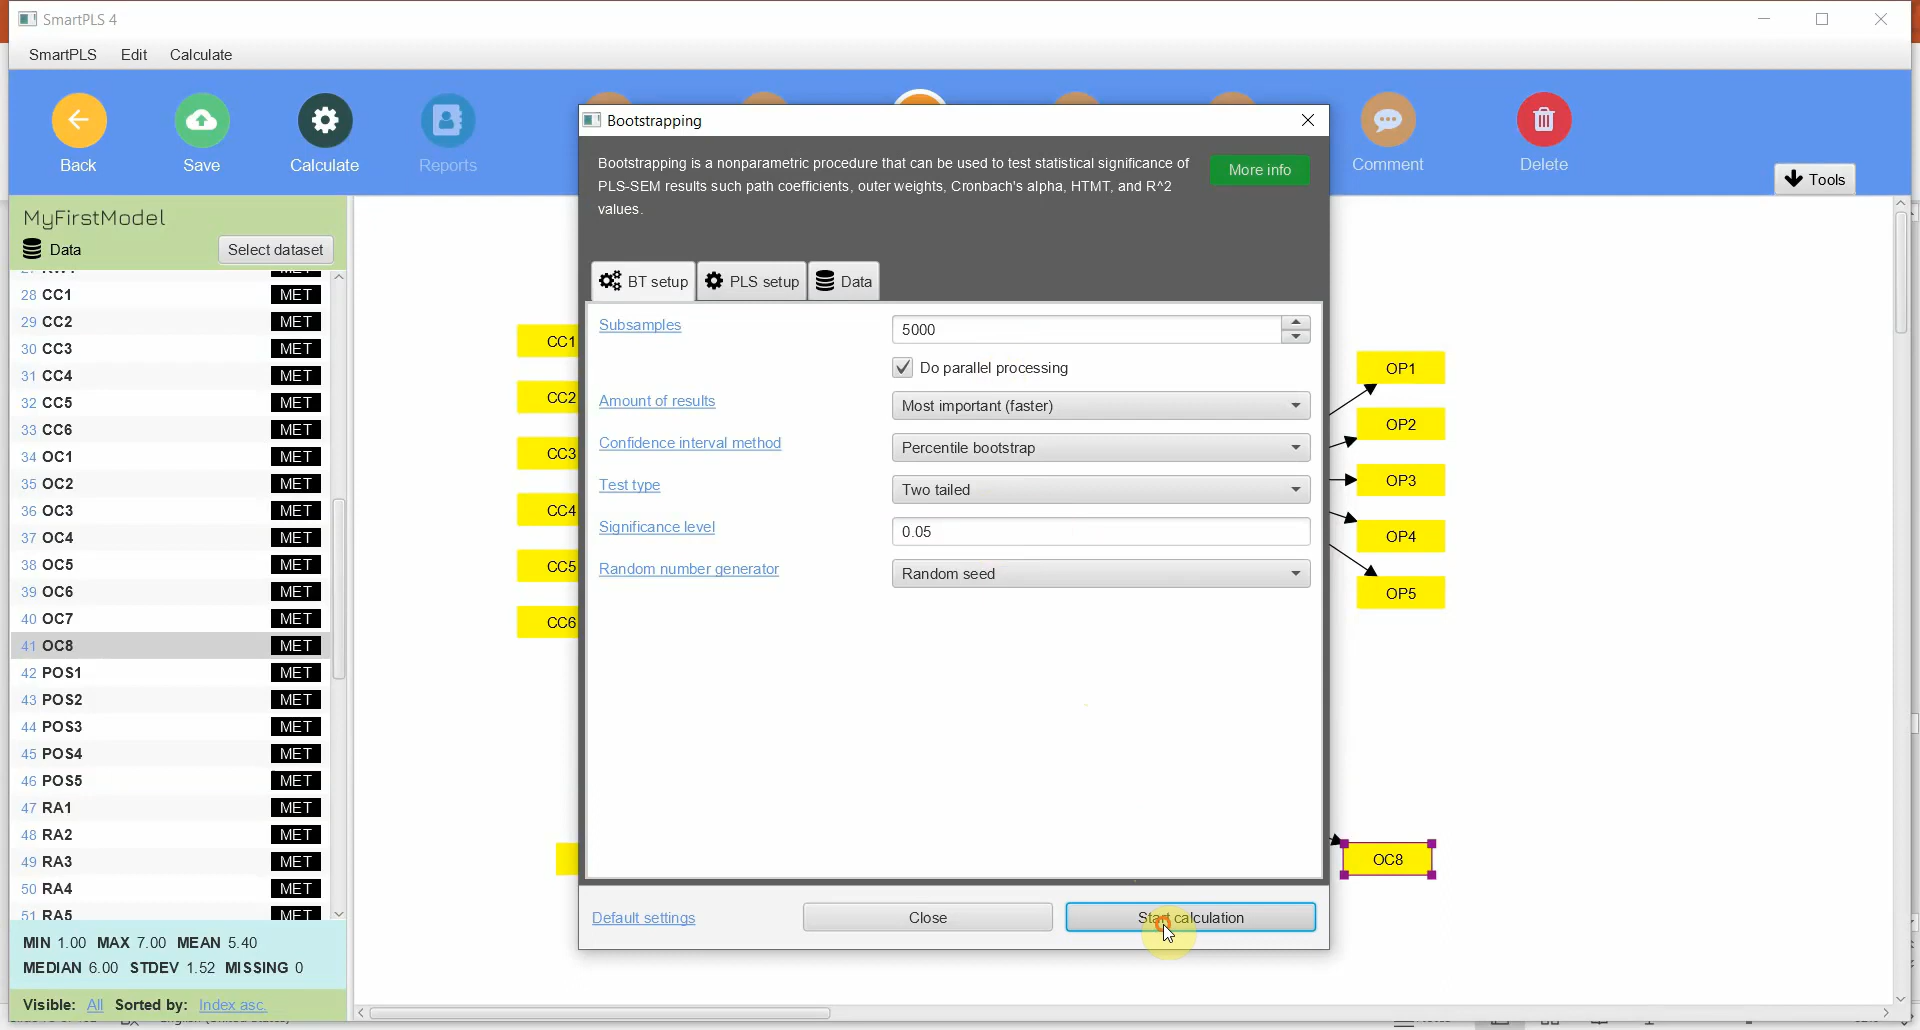 SmartPLS 4
SmartPLS Edit Calculate
Back
Save
Calculate
Reports
Comment
Delete
Tools
MyFirstModel
Data
Select dataset
28 CC1 MET
29 CC2 MET
30 CC3 MET
31 CC4 MET
32 CC5 MET
33 CC6 MET
34 OC1 MET
35 OC2 MET
36 OC3 MET
37 OC4 MET
38 OC5 MET
39 OC6 MET
40 OC7 MET
41 OC8 MET
42 POS1 MET
43 POS2 MET
44 POS3 MET
45 POS4 MET
46 POS5 MET
47 RA1 MET
48 RA2 MET
49 RA3 MET
50 RA4 MET
51 RA5 MET
MIN 1.00 MAX 7.00 MEAN 5.40
MEDIAN 6.00 STDEV 1.52 MISSING 0
Visible: All Sorted by: Index asc.
CC1
CC2
CC3
CC4
CC5
CC6
Bootstrapping
Bootstrapping is a nonparametric procedure that can be used to test statistical significance of
PLS-SEM results such path coefficients, outer weights, Cronbach's alpha, HTMT, and R^2
values.
More info
BT setup
PLS setup
Data
Subsamples 5000
Do parallel processing
Amount of results Most important (faster)
Confidence interval method Percentile bootstrap
Test type Two tailed
Significance level 0.05
Random number generator Random seed
Default settings
Close
Start calculation
OP1
OP2
OP3
OP4
OP5
OC8